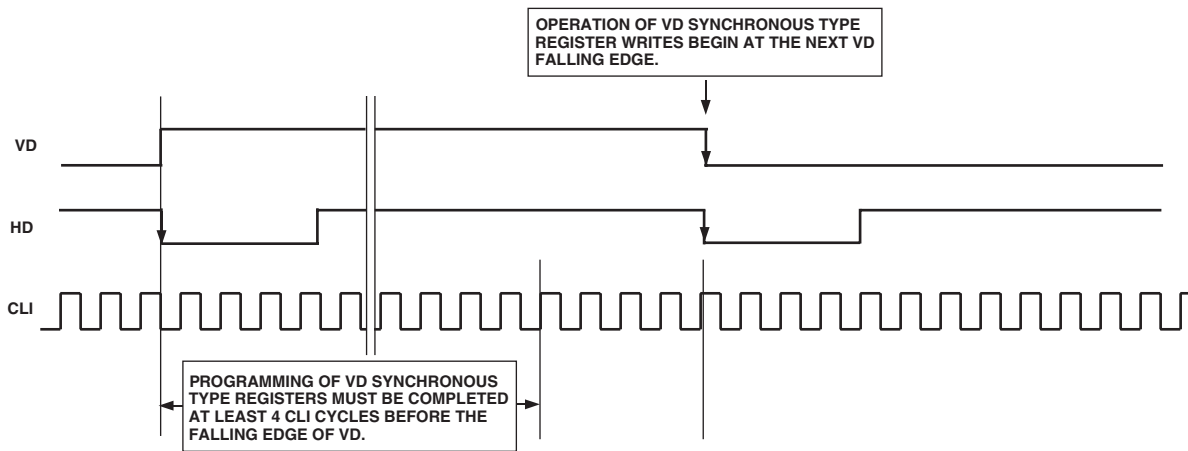 OPERATION OF VD SYNCHRONOUS TYPE
REGISTER WRITES BEGIN AT THE NEXT VD
FALLING EDGE.
VD
HD
CLI
PROGRAMMING OF VD SYNCHRONOUS
TYPE REGISTERS MUST BE COMPLETED
AT LEAST 4 CLI CYCLES BEFORE THE
FALLING EDGE OF VD.